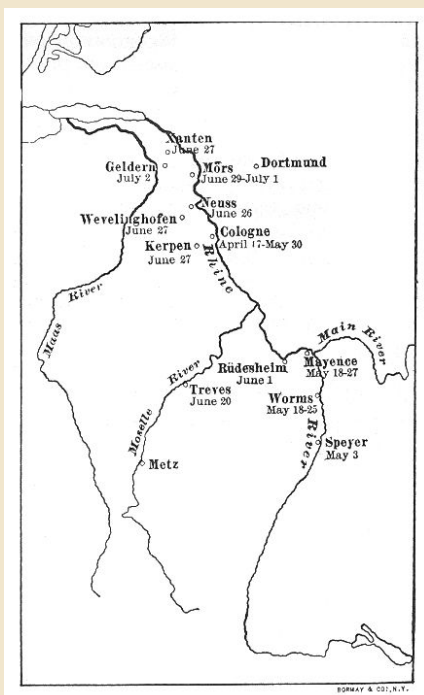 Xanten
June 27
Geldern
July 2
Mörs
June 29-July 1
Dortmund
Neuss
June 26
Wevelinghofen
June 27
Cologne
April 17-May 30
Kerpen
June 27
Rhine
River
Maas
Main River
Mayence
May 18-27
Rüdesheim
June 1
River
Moselle
Treves
June 20
Worms
May 18-25
River
Speyer
May 3
Metz
BORMAY & CO., N.Y.